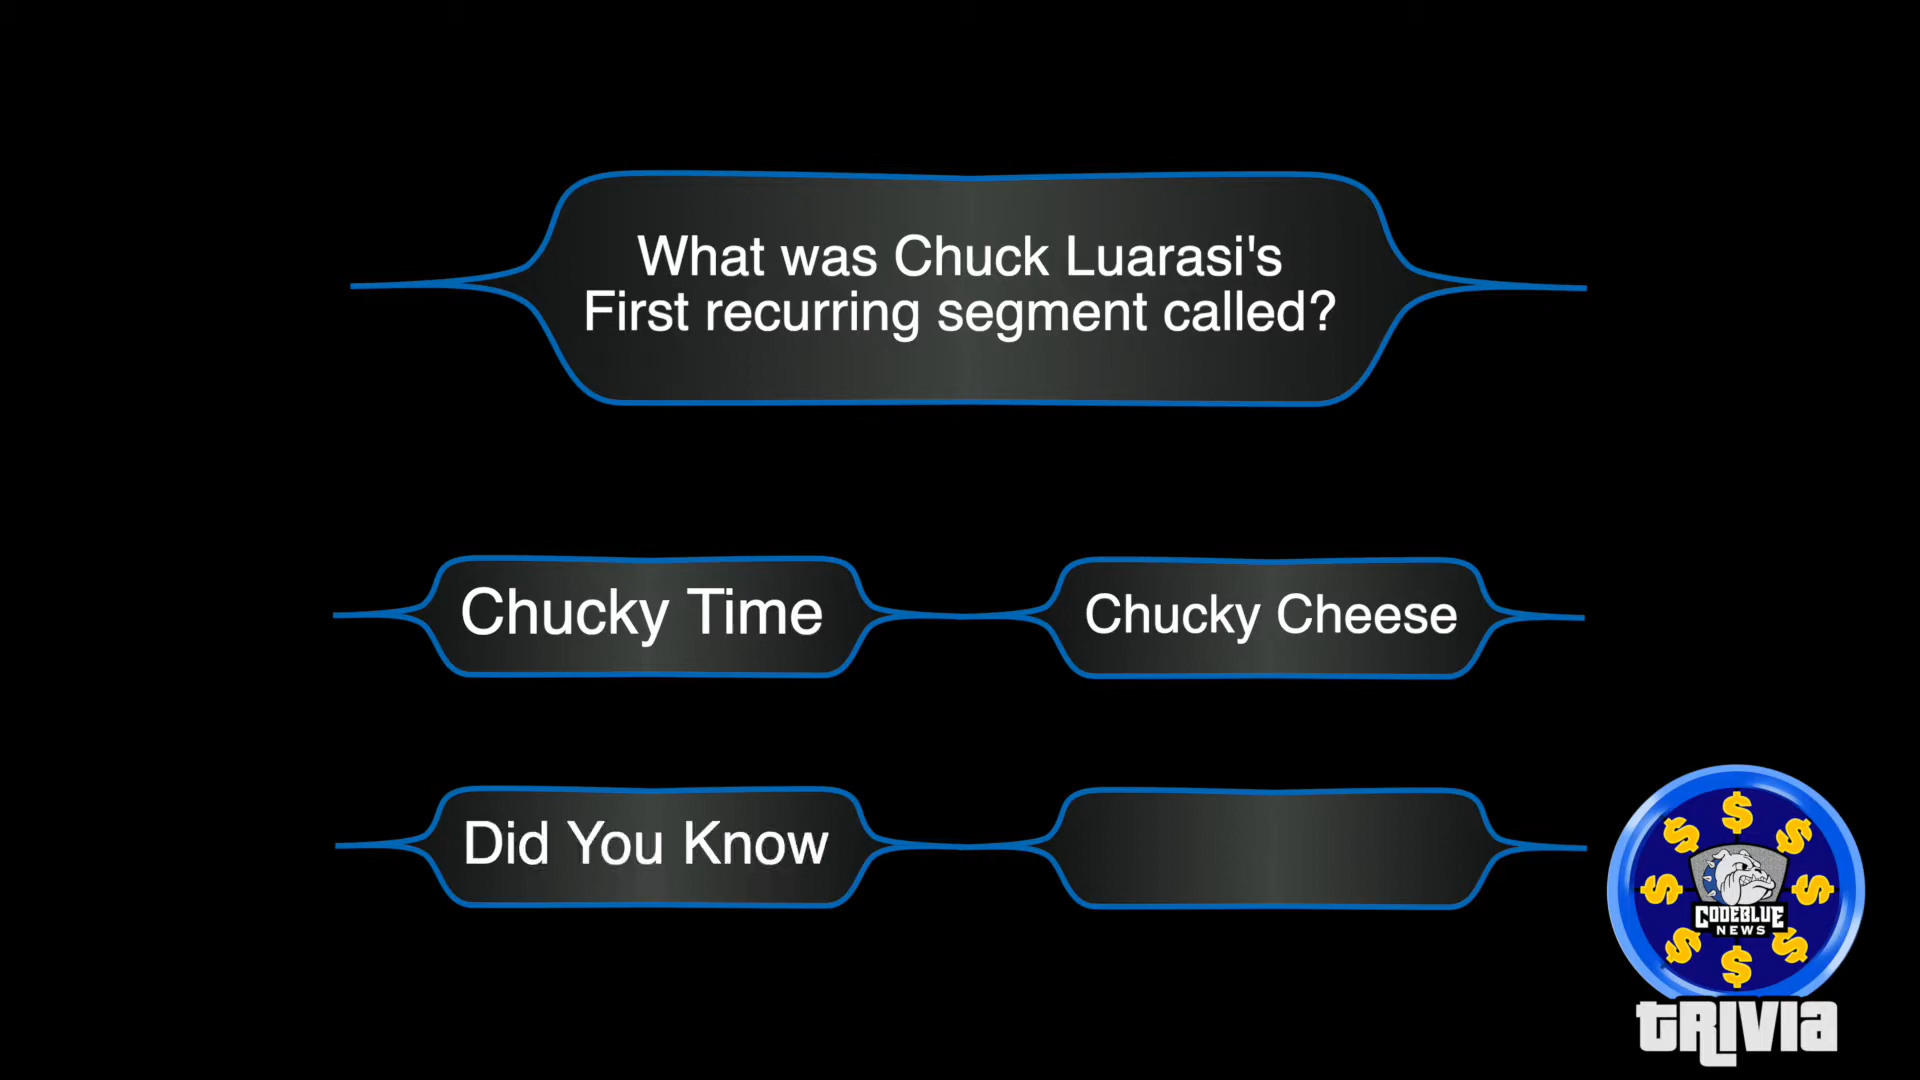 What was Chuck Luarasi's
First recurring segment called?
Chucky Time
Chucky Cheese
Did You Know
CODEBLUE
NEWS
TRIVIA